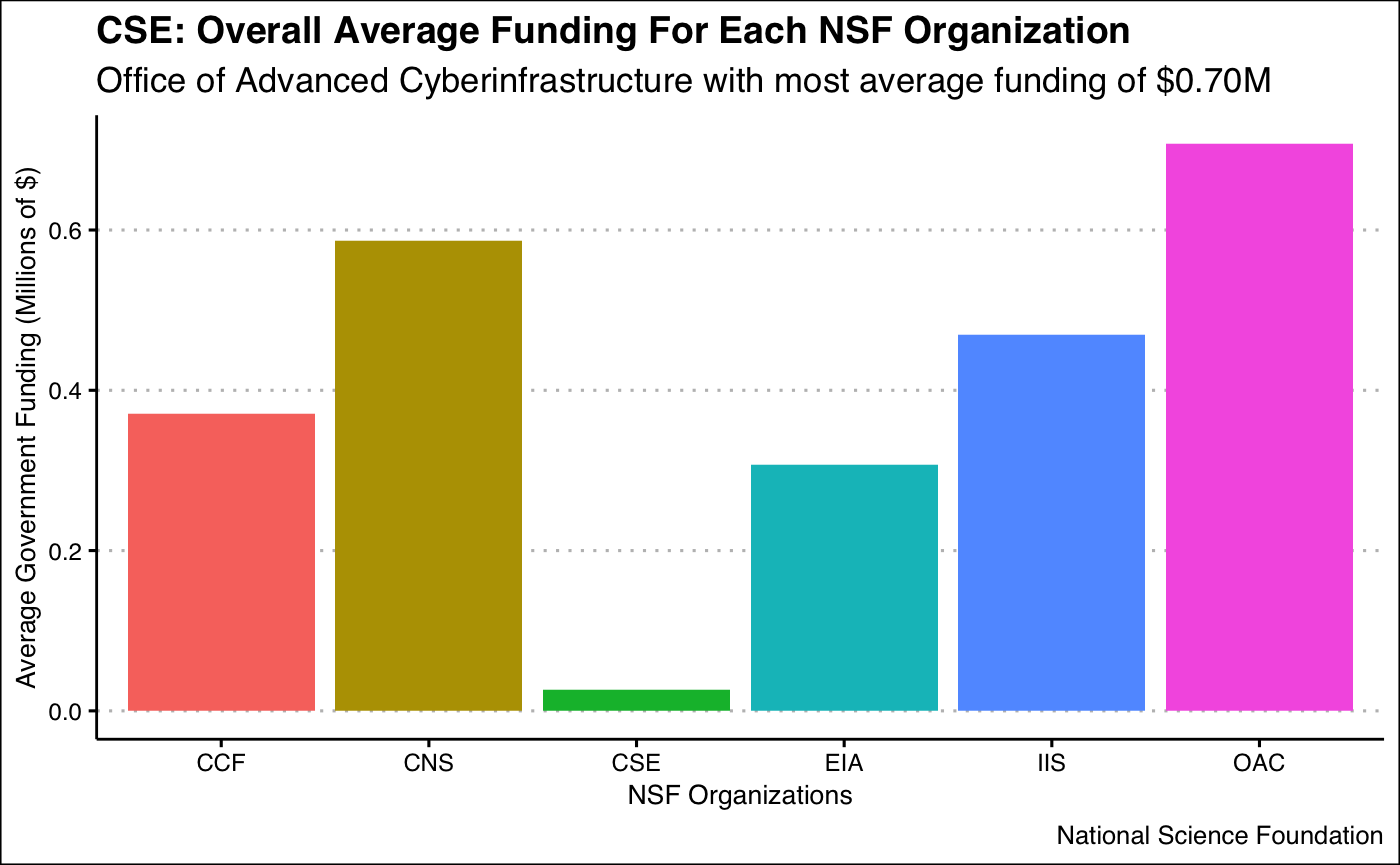 CSE: Overall Average Funding For Each NSF Organization
Office of Advanced Cyberinfrastructure with most average funding of $0.70M
Average Government Funding (Millions of $)
0.6
0.4
0.2
0.0
CCF CNS CSE EIA IIS OAC
NSF Organizations
National Science Foundation